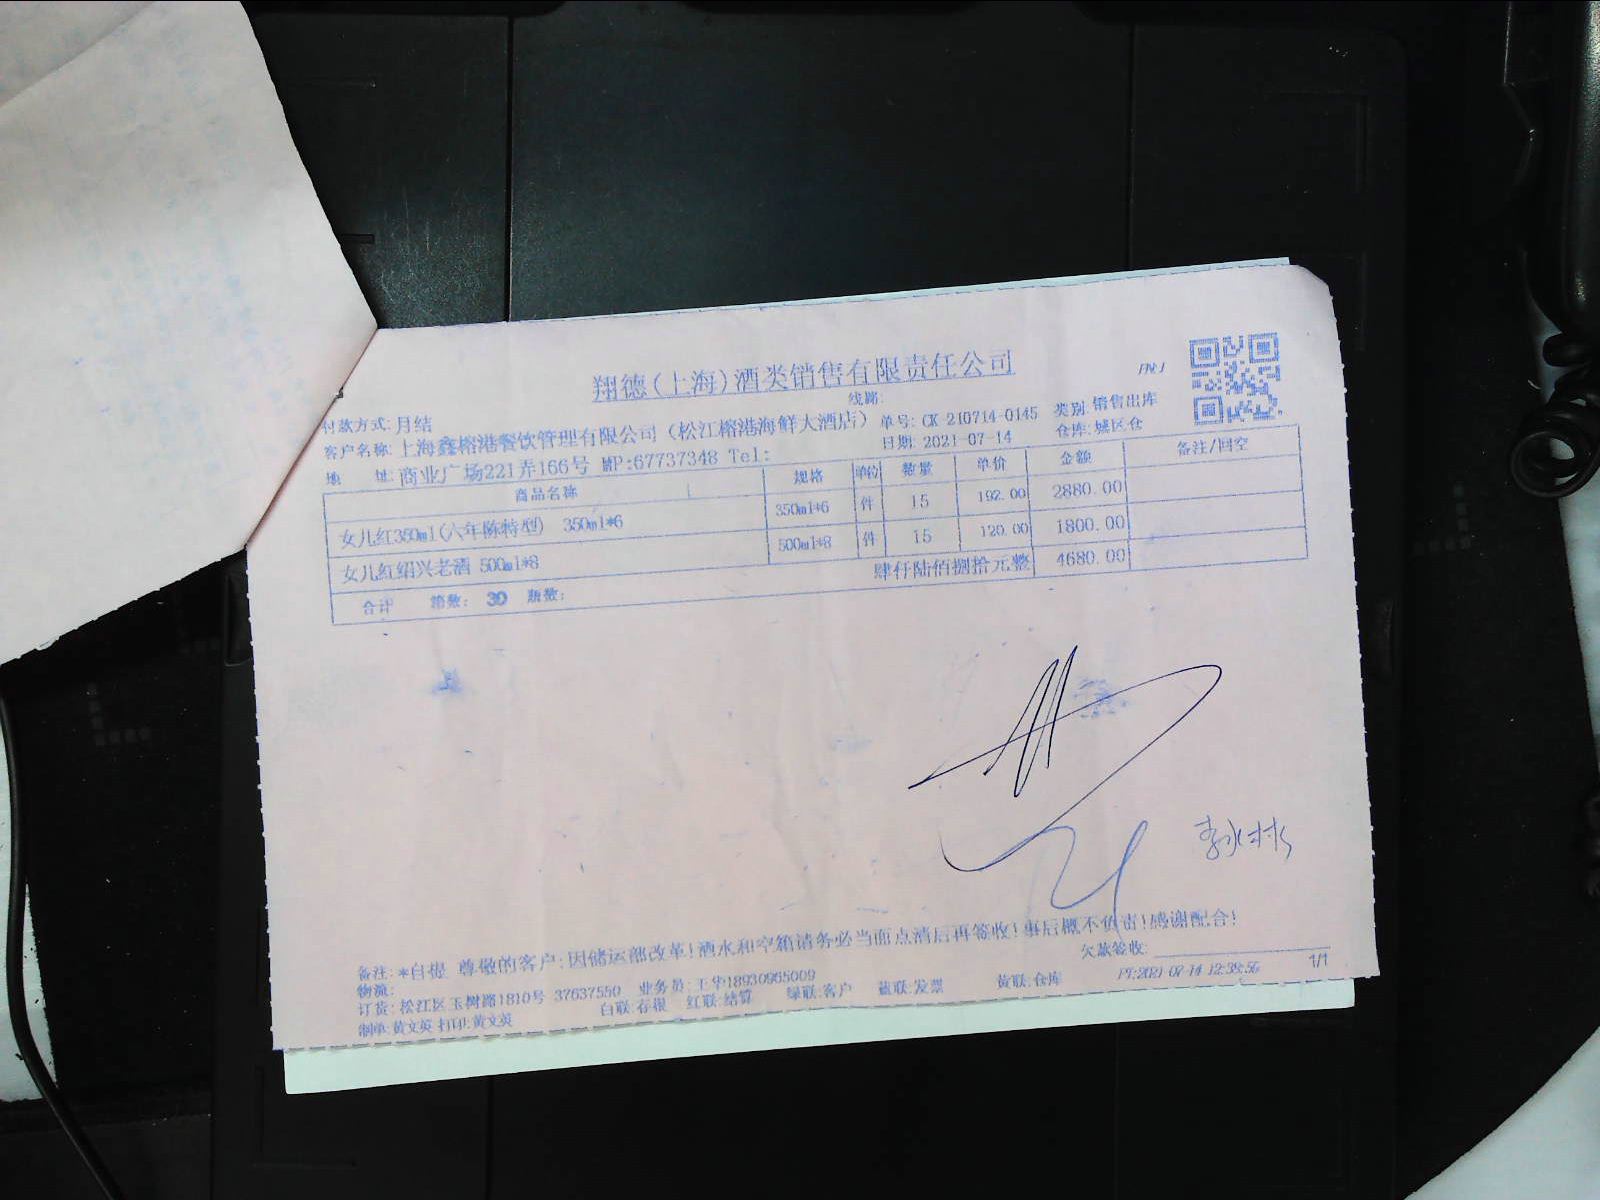 翔德(上海)酒类销售有限责任公司
线路:
付款方式:月结
客户名称:上海鑫榕港餐饮管理有限公司(松江榕港海鲜大酒店) 单号:CK-210714-0145 类别:销售出库
地 址:商业广场221弄166号 MP:67737348 Tel: 日期:2021-07-14 仓库:城区仓
商品名称 规格 单位 数量 单价 金额 备注/回空
女儿红350ml(六年陈特型) 350ml*6 350ml*6 件 15 192.00 2880.00
女儿红绍兴老酒 500ml*8 500ml*8 件 15 120.00 1800.00
合计 箱数: 30 瓶数: 肆仟陆佰捌拾元整 4680.00
备注:*自提 尊敬的客户:因储运部改革!酒水和空箱请务必当面点清后再签收!事后概不负责!感谢配合!
物流: 欠款签收:
订货:松江区玉树路1810号 37637550 业务员:王华18930965009 PT:2021-07-14 12:39:56 1/1
制单:黄文英 打印:黄文英 白联:存根 红联:结算 绿联:客户 蓝联:发票 黄联:仓库